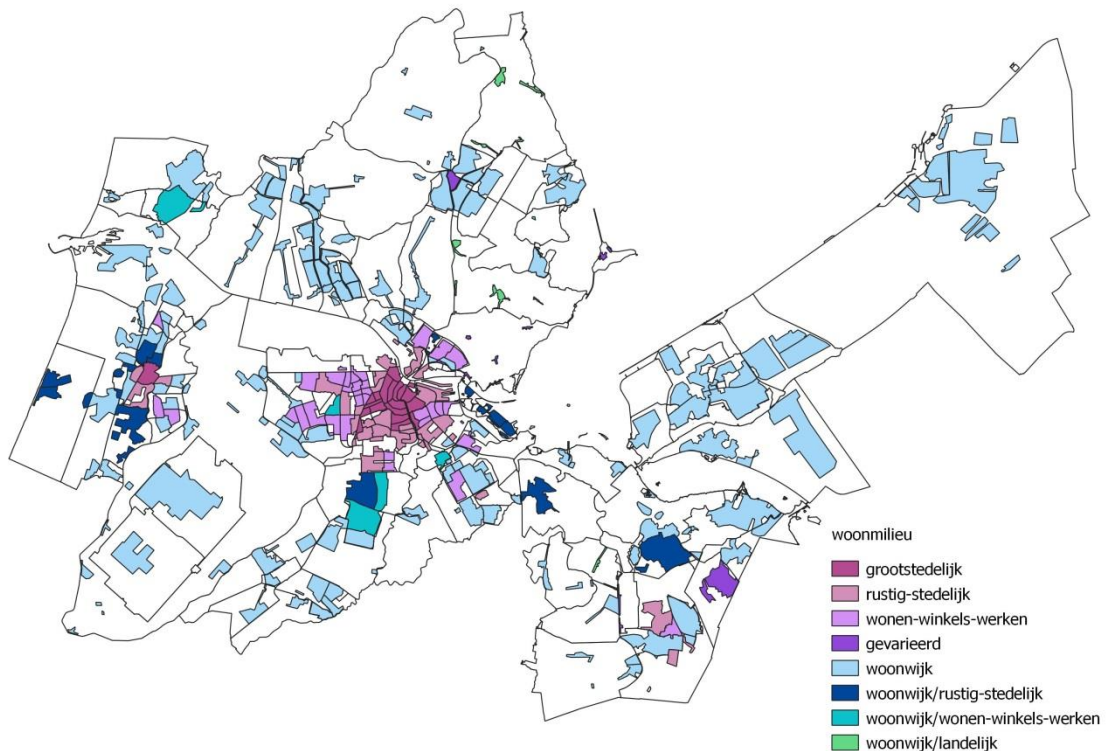 woonmilieu
grootstedelijk
rustig-stedelijk
wonen-winkels-werken
gevarieerd
woonwijk
woonwijk/rustig-stedelijk
woonwijk/wonen-winkels-werken
woonwijk/landelijk